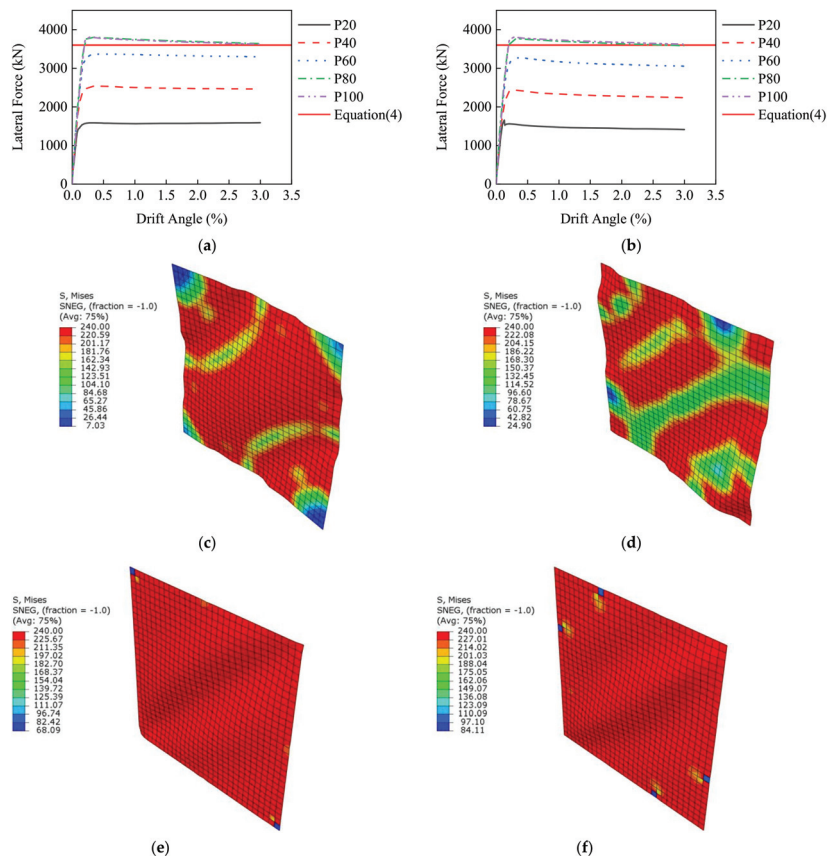 4000
3000
2000
1000
0
Lateral Force (kN)
0.0 0.5 1.0 1.5 2.0 2.5 3.0 3.5
Drift Angle (%)
P20
P40
P60
P80
P100
Equation(4)
(a)
4000
3000
2000
1000
0
Lateral Force (kN)
0.0 0.5 1.0 1.5 2.0 2.5 3.0 3.5
Drift Angle (%)
P20
P40
P60
P80
P100
Equation(4)
(b)
S, Mises
SNEG, (fraction = -1.0)
(Avg: 75%)
240.00
220.59
201.17
181.76
162.34
142.93
123.51
104.10
84.68
65.27
45.86
26.44
7.03
(c)
S, Mises
SNEG, (fraction = -1.0)
(Avg: 75%)
240.00
222.08
204.15
186.22
168.30
150.37
132.45
114.52
96.60
78.67
60.75
42.82
24.90
(d)
S, Mises
SNEG, (fraction = -1.0)
(Avg: 75%)
240.00
225.67
211.35
197.02
182.70
168.37
154.04
139.72
125.39
111.07
96.74
82.42
68.09
(e)
S, Mises
SNEG, (fraction = -1.0)
(Avg: 75%)
240.00
227.01
214.02
201.03
188.04
175.05
162.06
149.07
136.08
123.09
110.09
97.10
84.11
(f)